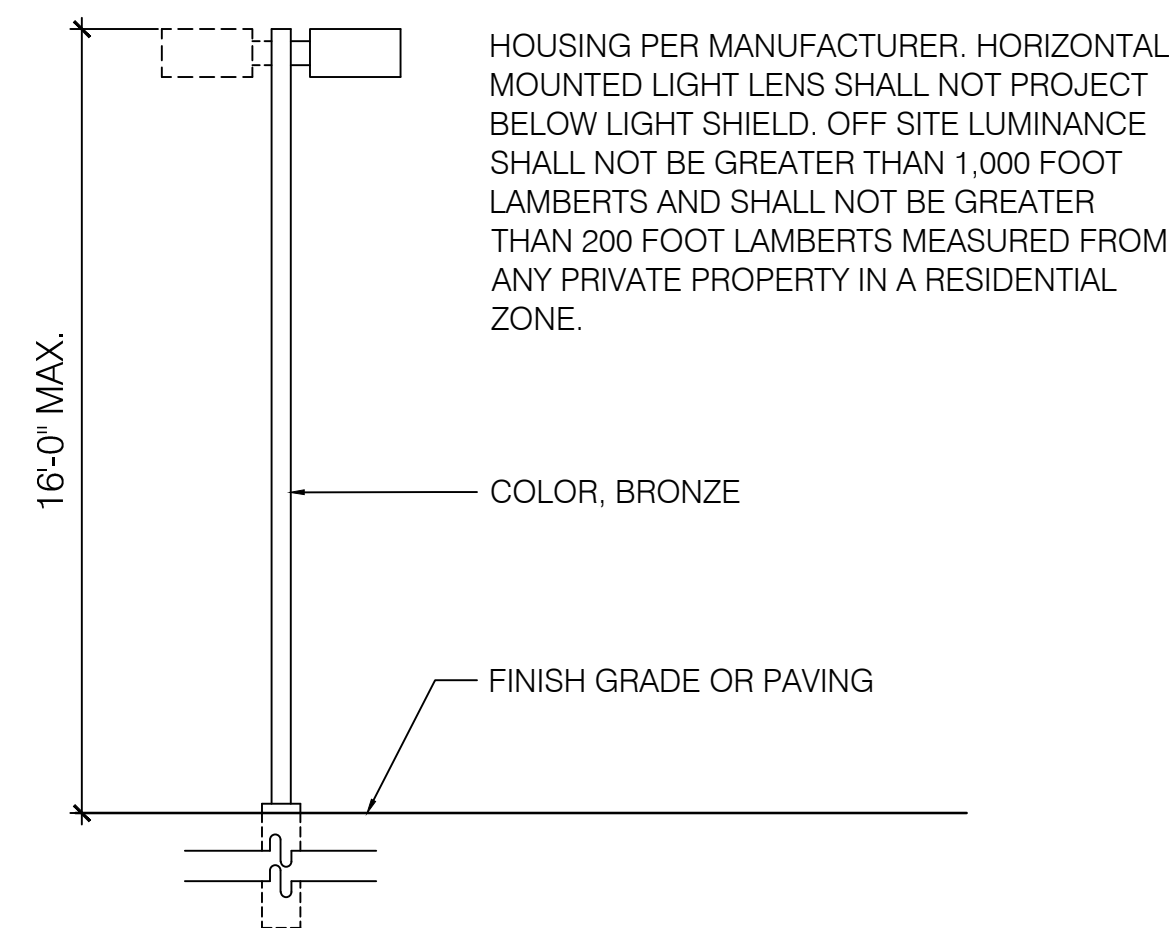 HOUSING PER MANUFACTURER. HORIZONTAL
MOUNTED LIGHT LENS SHALL NOT PROJECT
BELOW LIGHT SHIELD. OFF SITE LUMINANCE
SHALL NOT BE GREATER THAN 1,000 FOOT
LAMBERTS AND SHALL NOT BE GREATER
THAN 200 FOOT LAMBERTS MEASURED FROM
ANY PRIVATE PROPERTY IN A RESIDENTIAL
ZONE.
16'-0" MAX.
COLOR, BRONZE
FINISH GRADE OR PAVING